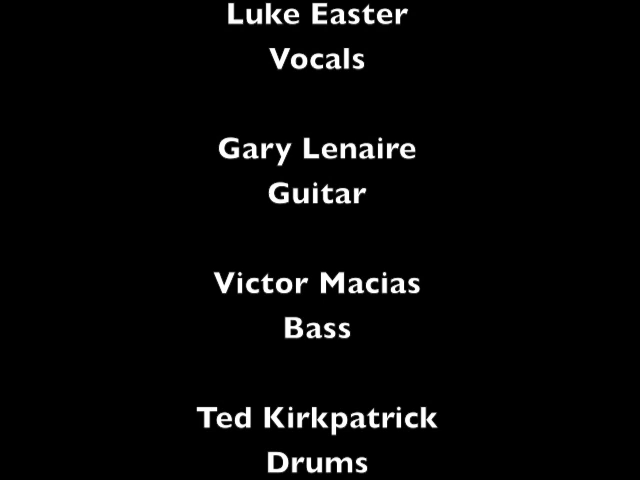 Luke Easter
Vocals
Gary Lenaire
Guitar
Victor Macias
Bass
Ted Kirkpatrick
Drums